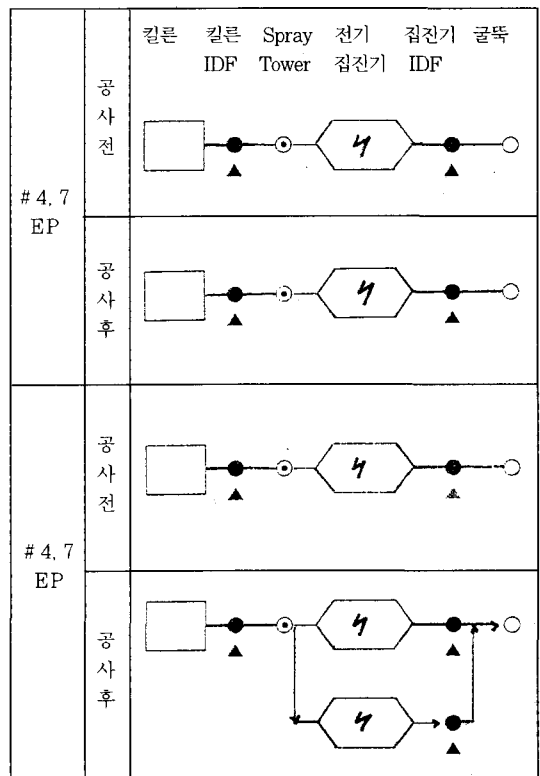 킬른 킬른 Spray 전기 집진기 굴뚝
IDF Tower 집진기 IDF
공
사
전
# 4, 7
EP
공
사
후
공
사
전
# 4, 7
EP
공
사
후